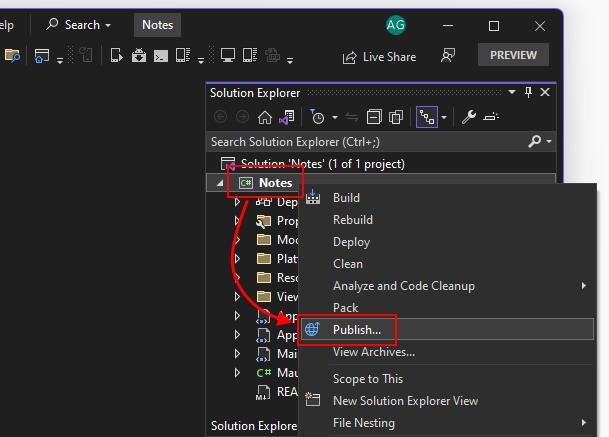 elp
Search
Notes
AG
Live Share
PREVIEW
Solution Explorer
Search Solution Explorer (Ctrl+;)
Solution 'Notes' (1 of 1 project)
C# Notes
Dep
Prop
Mod
Platf
Reso
View
App
App
Mai
C# Mau
M↓ REA
Build
Rebuild
Deploy
Clean
Analyze and Code Cleanup
Pack
Publish...
View Archives...
Scope to This
New Solution Explorer View
File Nesting
Solution Explor